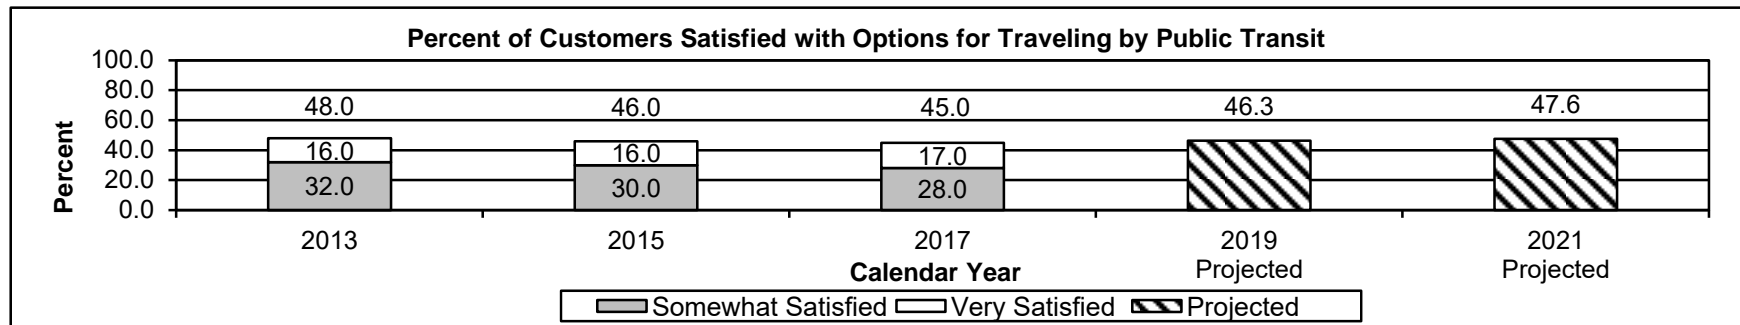 Percent of Customers Satisfied with Options for Traveling by Public Transit
100.0
80.0
60.0
40.0
20.0
0.0
Percent
48.0 46.0 45.0 46.3 47.6
16.0 16.0 17.0
32.0 30.0 28.0
2013 2015 2017 2019 2021
Calendar Year Projected Projected
Somewhat Satisfied Very Satisfied Projected